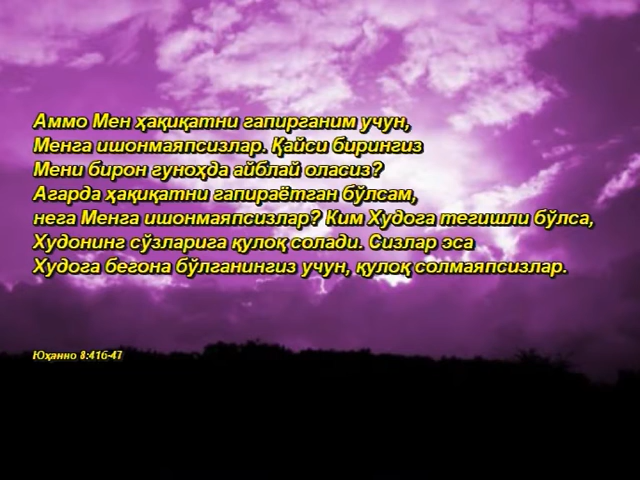 Аммо Мен ҳақиқатни гапирганим учун,
Менга ишонмаяпсизлар. Қайси бирингиз
Мени бирон гуноҳда айблай оласиз?
Агарда ҳақиқатни гапираётган бўлсам,
нега Менга ишонмаяпсизлар? Ким Худога тегишли бўлса,
Худонинг сўзларига қулоқ солади. Сизлар эса
Худога бегона бўлганингиз учун, қулоқ солмаяпсизлар.
Юҳанно 8:41б-47